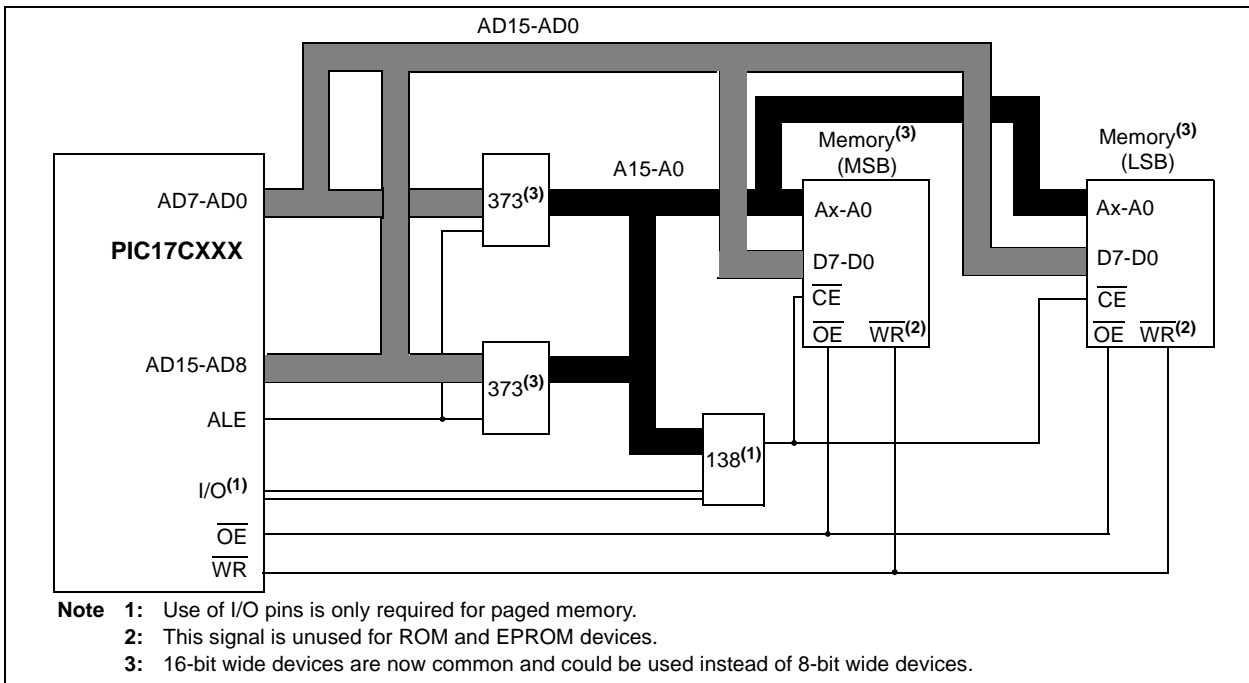 AD15-AD0
Memory(3)
(MSB)
Memory(3)
(LSB)
AD7-AD0
373(3)
A15-A0
Ax-A0
Ax-A0
PIC17CXXX
D7-D0
D7-D0
CE
CE
OE WR(2)
OE WR(2)
AD15-AD8
373(3)
ALE
138(1)
I/O(1)
OE
WR
Note 1: Use of I/O pins is only required for paged memory.
2: This signal is unused for ROM and EPROM devices.
3: 16-bit wide devices are now common and could be used instead of 8-bit wide devices.